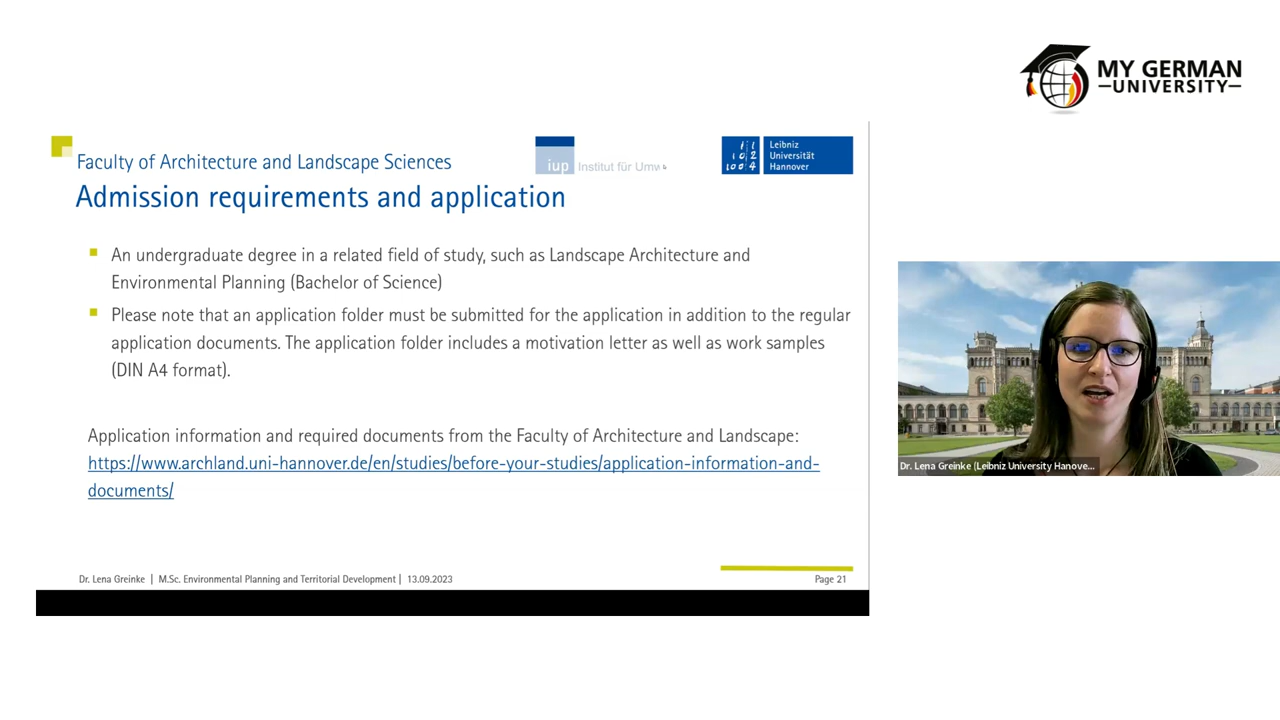 MY GERMAN
UNIVERSITY
Faculty of Architecture and Landscape Sciences
iup Institut für
Leibniz
Universität
Hannover
Admission requirements and application
An undergraduate degree in a related field of study, such as Landscape Architecture and
Environmental Planning (Bachelor of Science)
Please note that an application folder must be submitted for the application in addition to the regular
application documents. The application folder includes a motivation letter as well as work samples
(DIN A4 format).
Application information and required documents from the Faculty of Architecture and Landscape:
https://www.archland.uni-hannover.de/en/studies/before-your-studies/application-information-and-
documents/
Dr. Lena Greinke | M.Sc. Environmental Planning and Territorial Development | 13.09.2023
Page 21
Dr. Lena Greinke (Leibniz University Hanove...